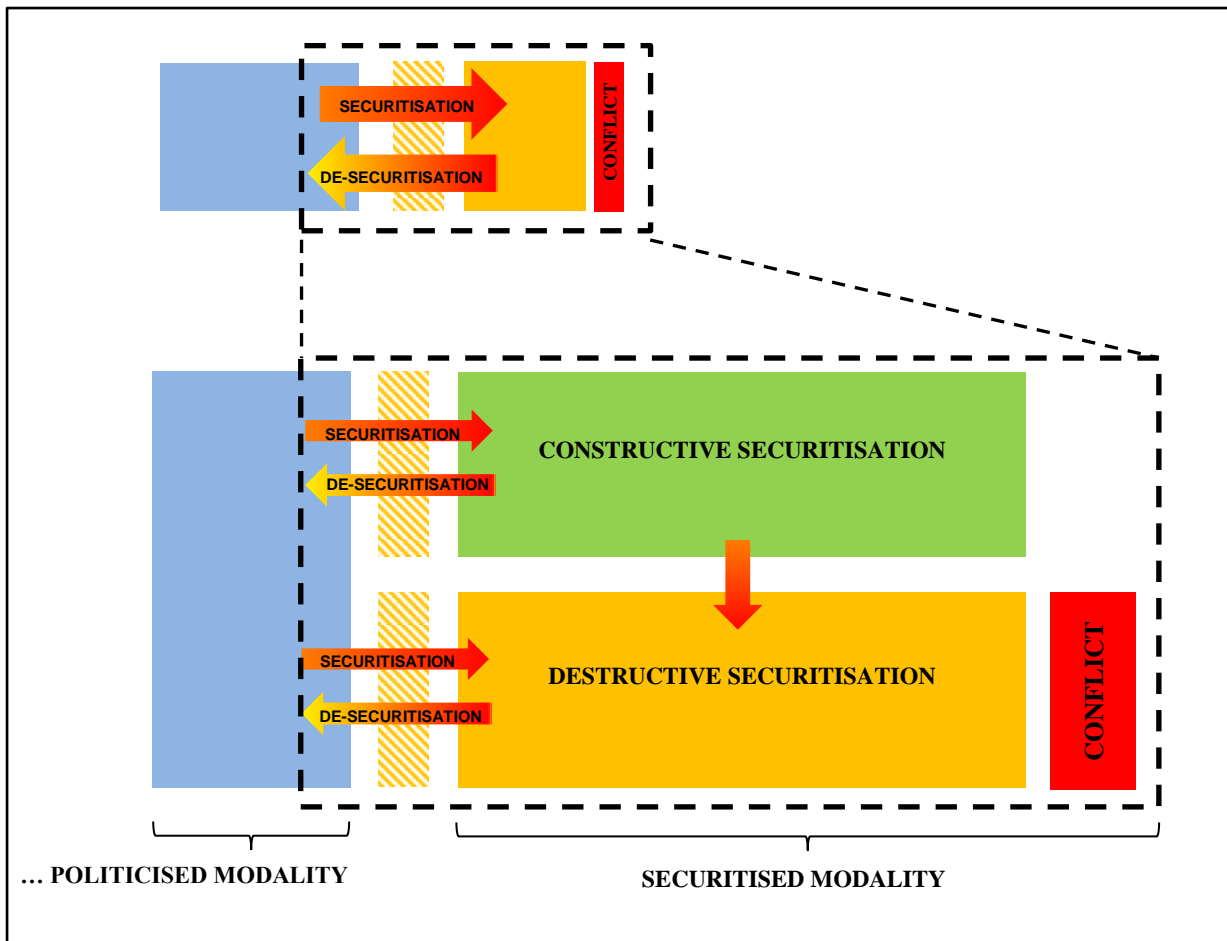 SECURITISATION
DE-SECURITISATION
CONFLICT
SECURITISATION
CONSTRUCTIVE SECURITISATION
DE-SECURITISATION
SECURITISATION
DESTRUCTIVE SECURITISATION
DE-SECURITISATION
CONFLICT
... POLITICISED MODALITY
SECURITISED MODALITY